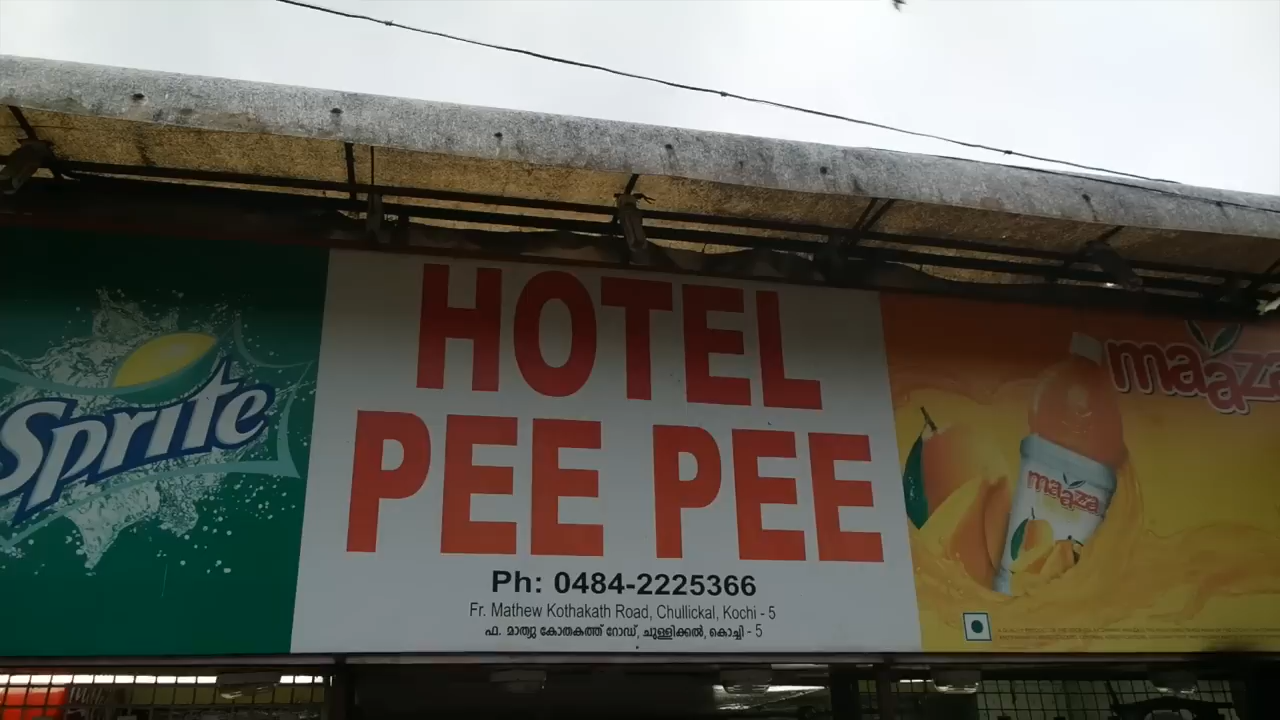 Sprite
HOTEL
PEE PEE
Ph: 0484-2225366
Fr. Mathew Kothakath Road, Chullickal, Kochi - 5
ഫ. മാത്യു കോതകത്ത് റോഡ്, ചുള്ളിക്കൽ, കൊച്ചി - 5
maaza
maaza